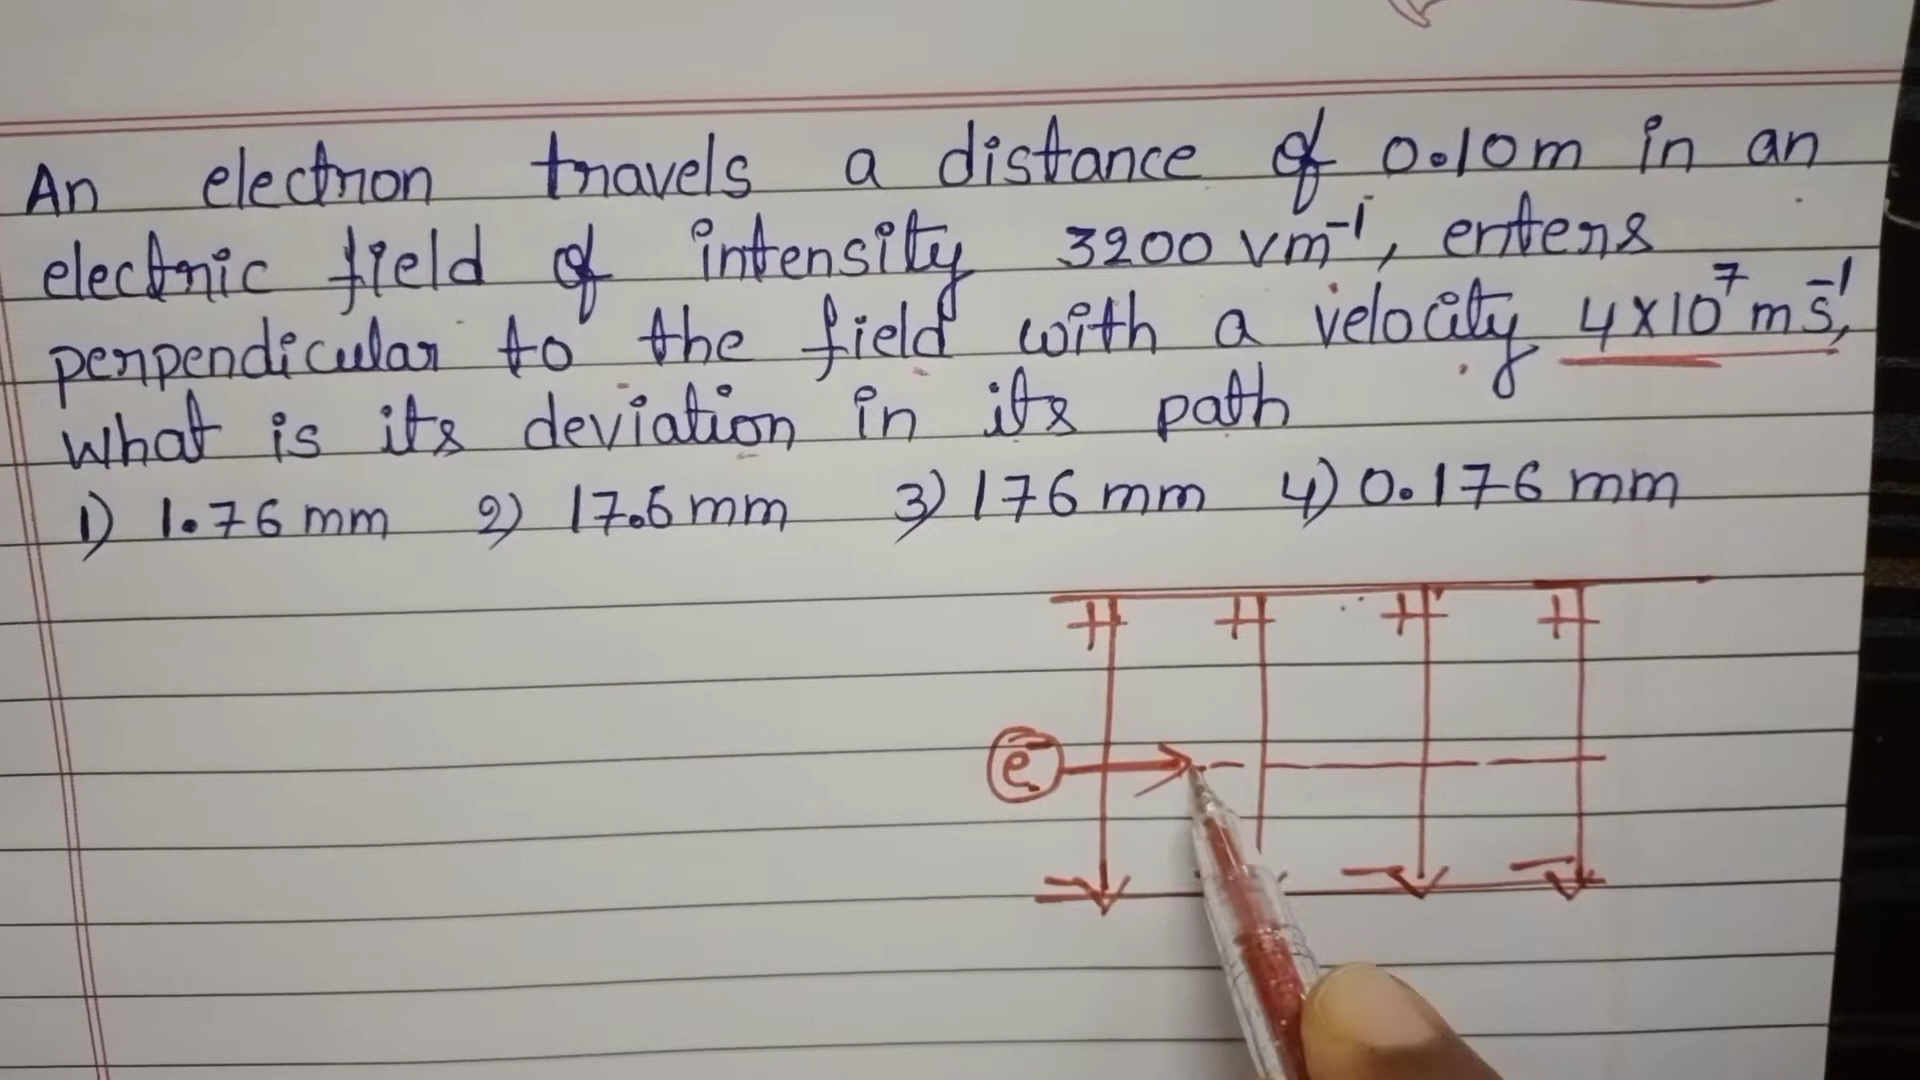 An electron travels a distance of 0.10m in an
electric field of intensity 3200 Vm⁻¹, enters
perpendicular to the field with a velocity 4×10⁷ms⁻¹,
what is its deviation in its path
1) 1.76 mm 2) 17.6 mm 3) 176 mm 4) 0.176 mm
+ + + +
e⁻
- - -